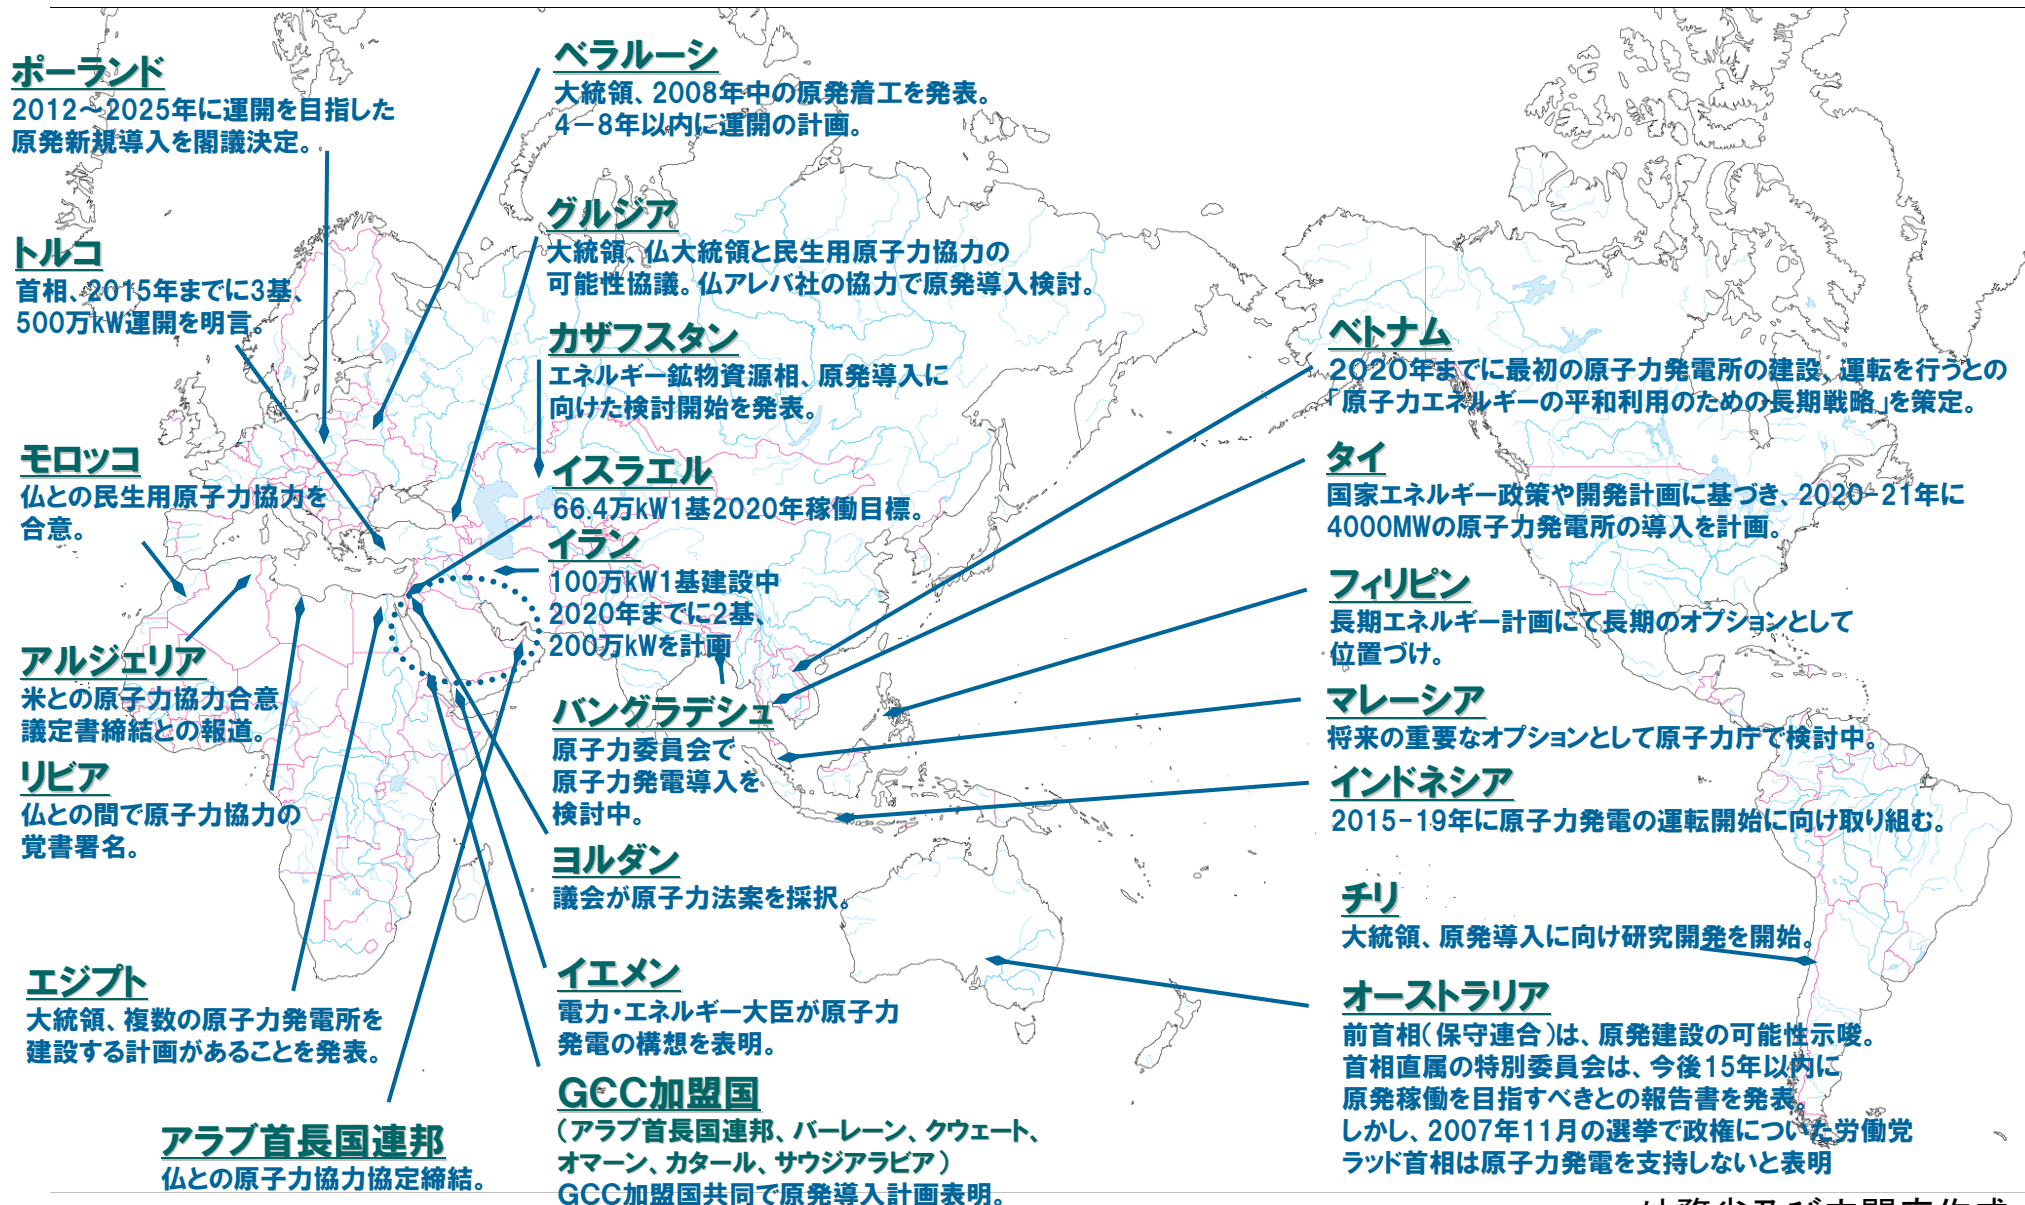 ポーランド
2012～2025年に運開を目指した
原発新規導入を閣議決定。
トルコ
首相、2015年までに3基、
500万kW運開を明言。
モロッコ
仏との民生用原子力協力を
合意。
アルジェリア
米との原子力協力合意
議定書締結との報道。
リビア
仏との間で原子力協力の
覚書署名。
エジプト
大統領、複数の原子力発電所を
建設する計画があることを発表。
アラブ首長国連邦
仏との原子力協力協定締結。
ベラルーシ
大統領、2008年中の原発着工を発表。
4－8年以内に運開の計画。
グルジア
大統領、仏大統領と民生用原子力協力の
可能性協議。仏アレバ社の協力で原発導入検討。
カザフスタン
エネルギー鉱物資源相、原発導入に
向けた検討開始を発表。
イスラエル
66.4万kW1基2020年稼働目標。
イラン
100万kW1基建設中
2020年までに2基、
200万kWを計画
バングラデシュ
原子力委員会で
原子力発電導入を
検討中。
ヨルダン
議会が原子力法案を採択。
イエメン
電力・エネルギー大臣が原子力
発電の構想を表明。
GCC加盟国
（アラブ首長国連邦、バーレーン、クウェート、
オマーン、カタール、サウジアラビア）
GCC加盟国共同で原発導入計画表明。
ベトナム
2020年までに最初の原子力発電所の建設、運転を行うとの
「原子力エネルギーの平和利用のための長期戦略」を策定。
タイ
国家エネルギー政策や開発計画に基づき、2020-21年に
4000MWの原子力発電所の導入を計画。
フィリピン
長期エネルギー計画にて長期のオプションとして
位置づけ。
マレーシア
将来の重要なオプションとして原子力庁で検討中。
インドネシア
2015-19年に原子力発電の運転開始に向け取り組む。
チリ
大統領、原発導入に向け研究開発を開始。
オーストラリア
前首相（保守連合）は、原発建設の可能性示唆。
首相直属の特別委員会は、今後15年以内に
原発稼働を目指すべきとの報告書を発表。
しかし、2007年11月の選挙で政権についた労働党
ラッド首相は原子力発電を支持しないと表明